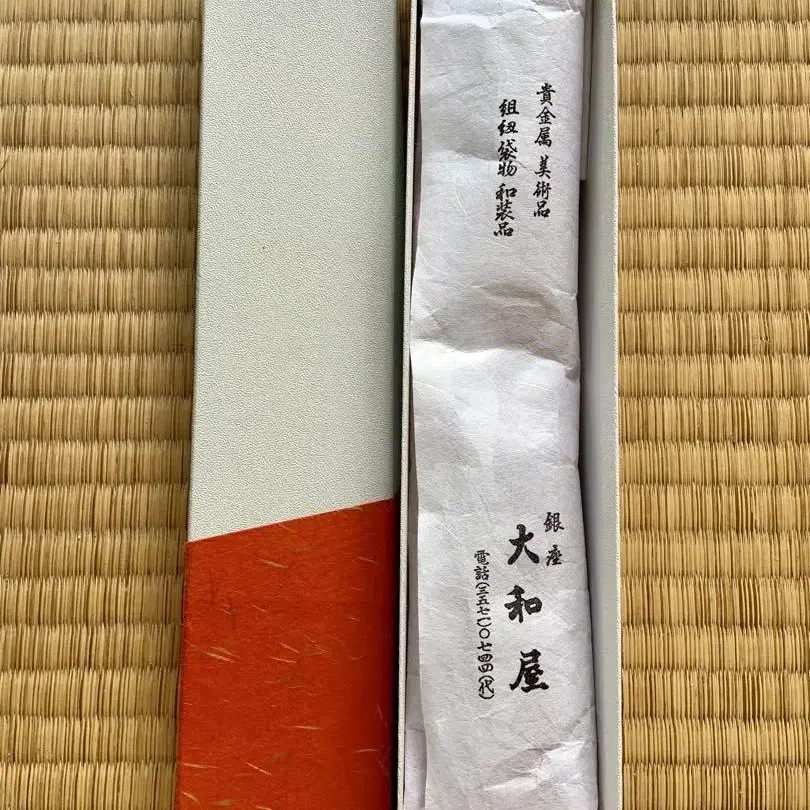 貴金属 美術品
組紐 袋物 和装品
銀座
大和屋
電話(三五七一)〇七四四(代)